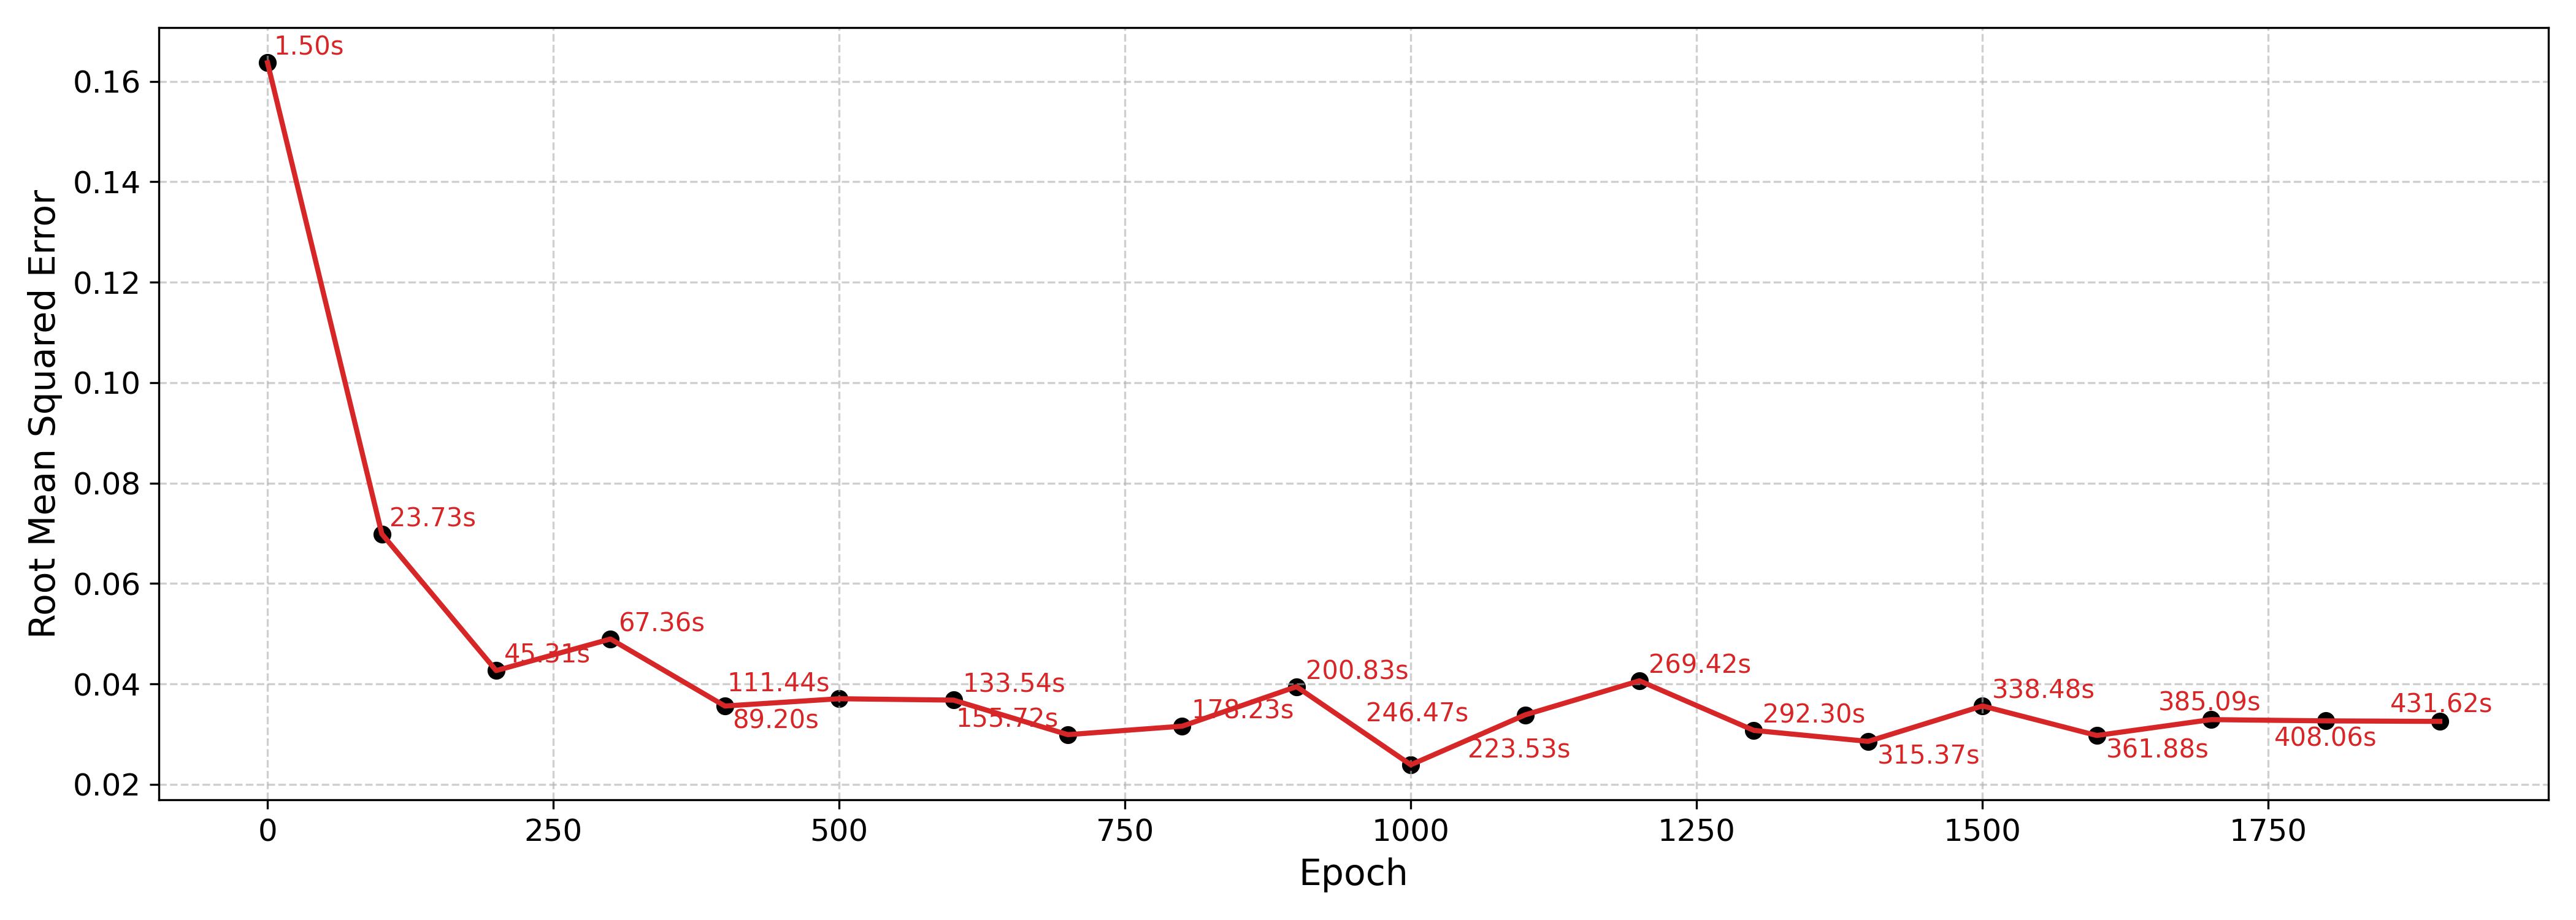 Root Mean Squared Error
0.16
0.14
0.12
0.10
0.08
0.06
0.04
0.02
1.50s
23.73s
45.31s
67.36s
89.20s
111.44s
133.54s
155.72s
178.23s
200.83s
223.53s
246.47s
269.42s
292.30s
315.37s
338.48s
361.88s
385.09s
408.06s
431.62s
0
250
500
750
1000
1250
1500
1750
Epoch